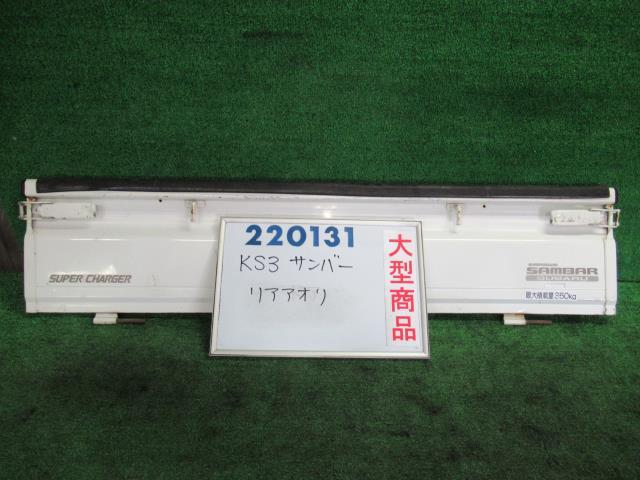 220131
KS3 サンバー
リアアオリ
大型商品
SUPER CHARGER
SAMBAR
SUBARU
最大積載量350kg